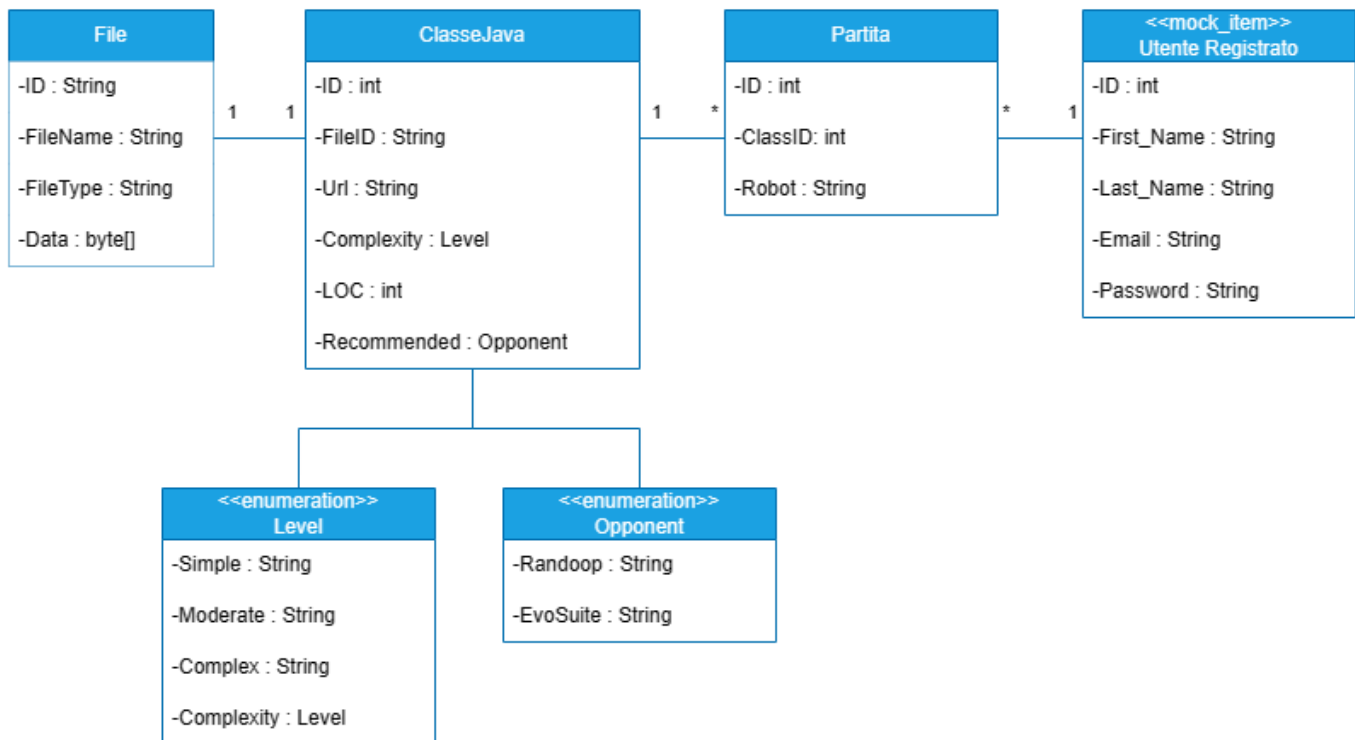 File
-ID : String
-FileName : String
-FileType : String
-Data : byte[]
1
1
ClasseJava
-ID : int
-FileID : String
-Url : String
-Complexity : Level
-LOC : int
-Recommended : Opponent
1
*
Partita
-ID : int
-ClassID: int
-Robot : String
*
1
<<mock_item>>
Utente Registrato
-ID : int
-First_Name : String
-Last_Name : String
-Email : String
-Password : String
<<enumeration>>
Level
-Simple : String
-Moderate : String
-Complex : String
-Complexity : Level
<<enumeration>>
Opponent
-Randoop : String
-EvoSuite : String